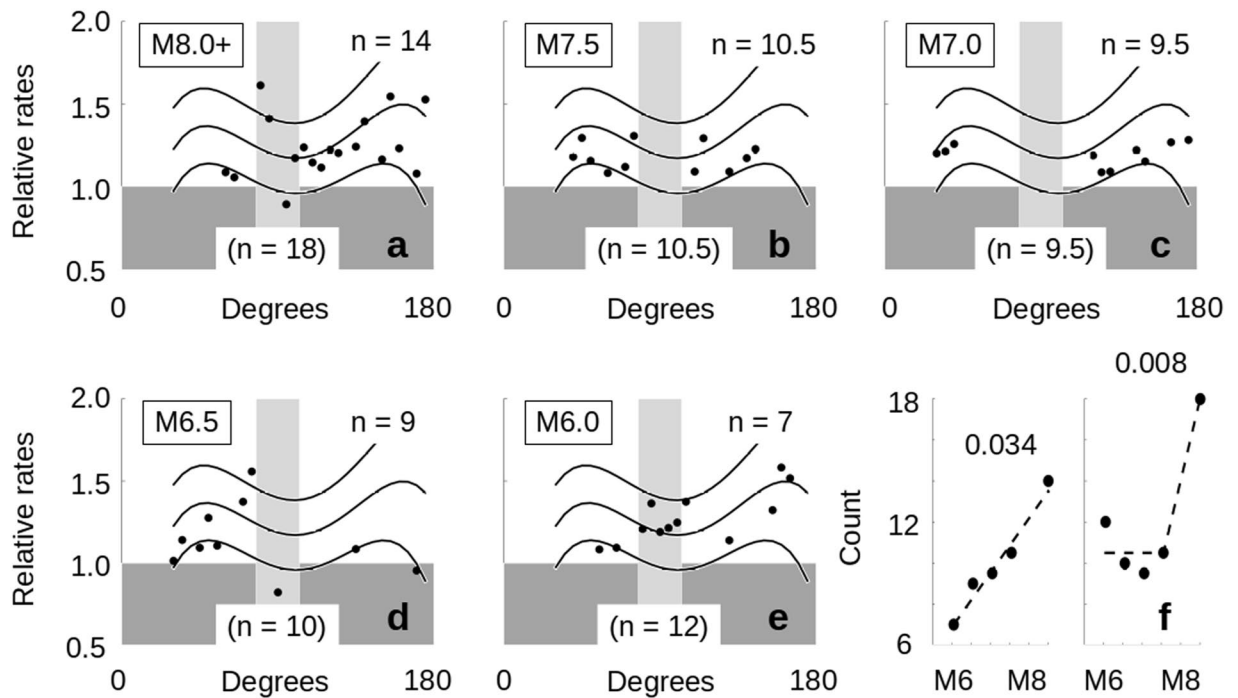 2.0
M8.0+
n = 14
M7.5
n = 10.5
M7.0
n = 9.5
Relative rates
1.5
1.0
0.5
(n = 18)
a
(n = 10.5)
b
(n = 9.5)
c
0
Degrees
180
0
Degrees
180
0
Degrees
180
2.0
M6.5
n = 9
M6.0
n = 7
Relative rates
1.5
1.0
0.5
(n = 10)
d
(n = 12)
e
0
Degrees
180
0
Degrees
180
0.008
18
0.034
Count
12
6
f
M6
M8
M6
M8